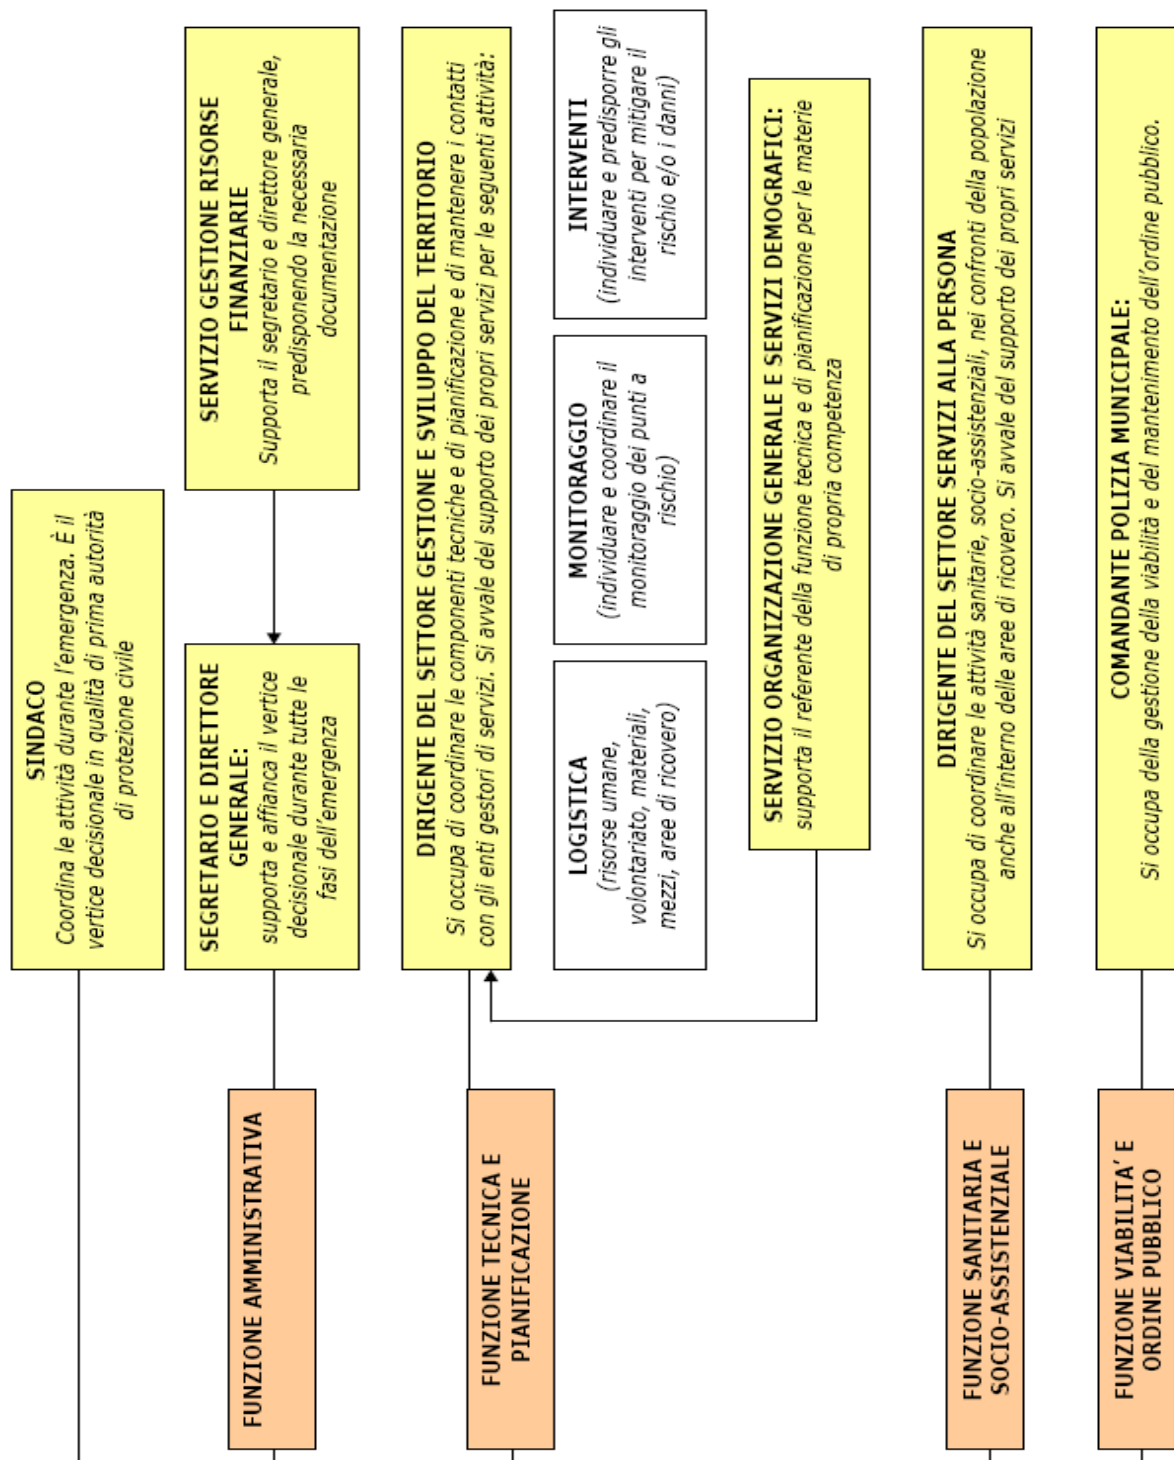 SINDACO
Coordina le attività durante l'emergenza. È il
vertice decisionale in qualità di prima autorità
di protezione civile
FUNZIONE AMMINISTRATIVA
SEGRETARIO E DIRETTORE
GENERALE:
supporta e affianca il vertice
decisionale durante tutte le
fasi dell'emergenza
SERVIZIO GESTIONE RISORSE
FINANZIARIE
Supporta il segretario e direttore generale,
predisponendo la necessaria
documentazione
FUNZIONE TECNICA E
PIANIFICAZIONE
DIRIGENTE DEL SETTORE GESTIONE E SVILUPPO DEL TERRITORIO
Si occupa di coordinare le componenti tecniche e di pianificazione e di mantenere i contatti
con gli enti gestori di servizi. Si avvale del supporto dei propri servizi per le seguenti attività:
LOGISTICA
(risorse umane,
volontariato, materiali,
mezzi, aree di ricovero)
MONITORAGGIO
(individuare e coordinare il
monitoraggio dei punti a
rischio)
INTERVENTI
(individuare e predisporre gli
interventi per mitigare il
rischio e/o i danni)
SERVIZIO ORGANIZZAZIONE GENERALE E SERVIZI DEMOGRAFICI:
supporta il referente della funzione tecnica e di pianificazione per le materie
di propria competenza
FUNZIONE SANITARIA E
SOCIO-ASSISTENZIALE
DIRIGENTE DEL SETTORE SERVIZI ALLA PERSONA
Si occupa di coordinare le attività sanitarie, socio-assistenziali, nei confronti della popolazione
anche all'interno delle aree di ricovero. Si avvale del supporto dei propri servizi
FUNZIONE VIABILITA' E
ORDINE PUBBLICO
COMANDANTE POLIZIA MUNICIPALE:
Si occupa della gestione della viabilità e del mantenimento dell'ordine pubblico.